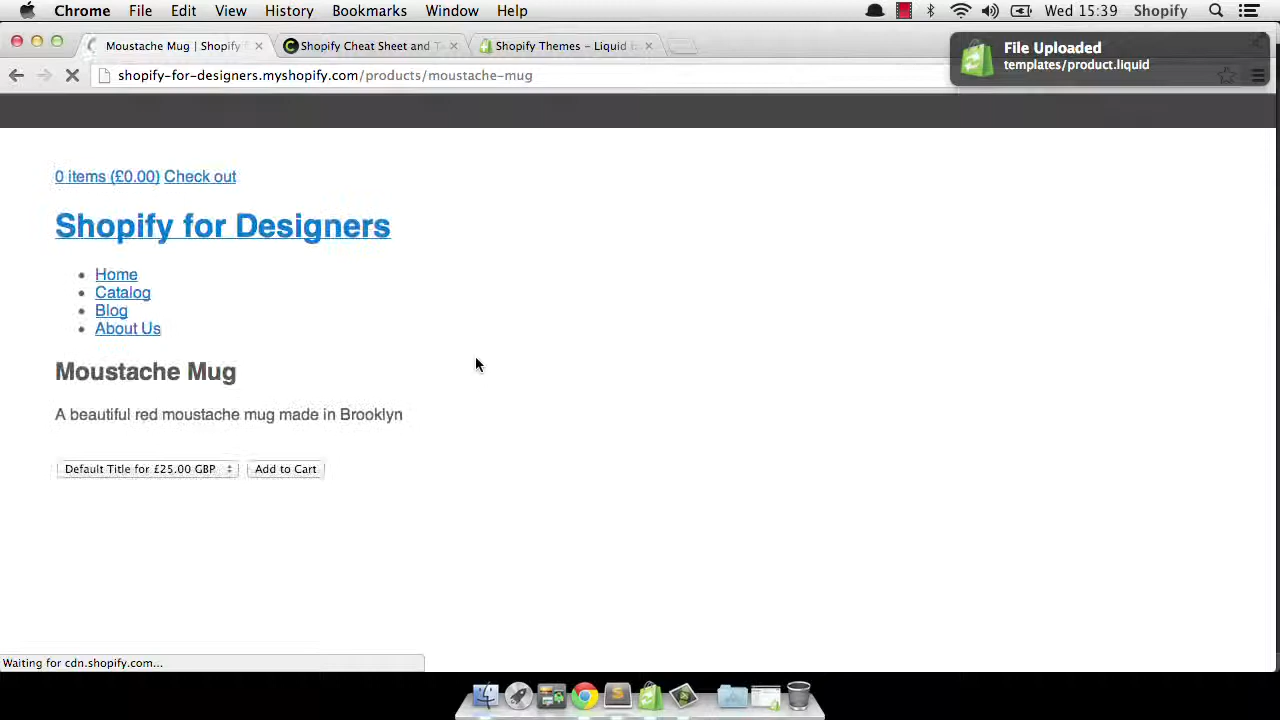 Chrome File Edit View History Bookmarks Window Help Wed 15:39 Shopify
Moustache Mug | Shopify f Shopify Cheat Sheet and T Shopify Themes – Liquid b
File Uploaded
templates/product.liquid
shopify-for-designers.myshopify.com/products/moustache-mug
0 items (£0.00) Check out
Shopify for Designers
Home
Catalog
Blog
About Us
Moustache Mug
A beautiful red moustache mug made in Brooklyn
Default Title for £25.00 GBP Add to Cart
Waiting for cdn.shopify.com...